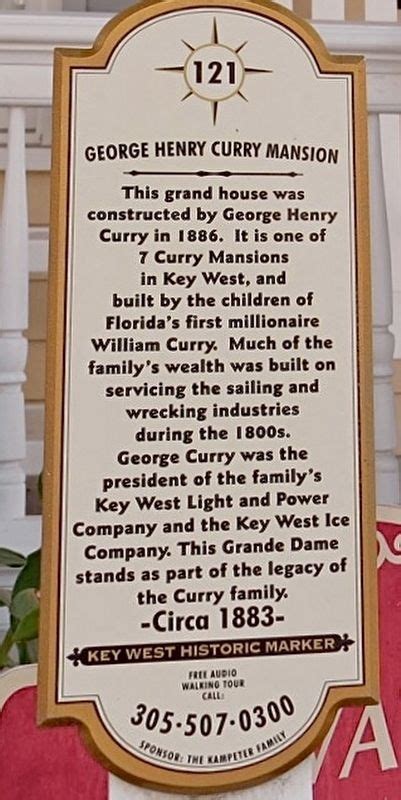 121
GEORGE HENRY CURRY MANSION
This grand house was
constructed by George Henry
Curry in 1886. It is one of
7 Curry Mansions
in Key West, and
built by the children of
Florida's first millionaire
William Curry. Much of the
family's wealth was built on
servicing the sailing and
wrecking industries
during the 1800s.
George Curry was the
president of the family's
Key West Light and Power
Company and the Key West Ice
Company. This Grande Dame
stands as part of the legacy of
the Curry family.
-Circa 1883-
KEY WEST HISTORIC MARKER
FREE AUDIO
WALKING TOUR
CALL:
305·507·0300
SPONSOR: THE KAMPETER FAMILY